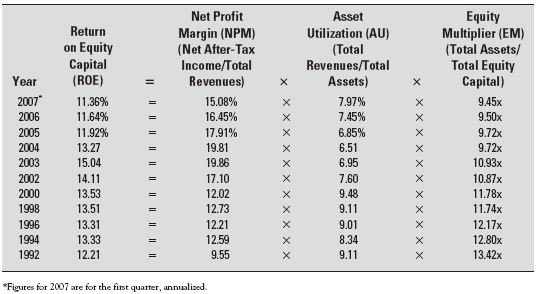 Net Profit Asset Equity
Return Margin (NPM) Utilization (AU) Multiplier (EM)
on Equity (Net After-Tax (Total (Total Assets/
Capital Income/Total Revenues/Total Total Equity
Year (ROE) = Revenues) × Assets) × Capital)
2007* 11.36% = 15.08% × 7.97% × 9.45x
2006 11.64% = 16.45% × 7.45% × 9.50x
2005 11.92% = 17.91% × 6.85% × 9.72x
2004 13.27 = 19.81 × 6.51 × 9.72x
2003 15.04 = 19.86 × 6.95 × 10.93x
2002 14.11 = 17.10 × 7.60 × 10.87x
2000 13.53 = 12.02 × 9.48 × 11.78x
1998 13.51 = 12.73 × 9.11 × 11.74x
1996 13.31 = 12.21 × 9.01 × 12.17x
1994 13.33 = 12.59 × 8.34 × 12.80x
1992 12.21 = 9.55 × 9.11 × 13.42x
*Figures for 2007 are for the first quarter, annualized.